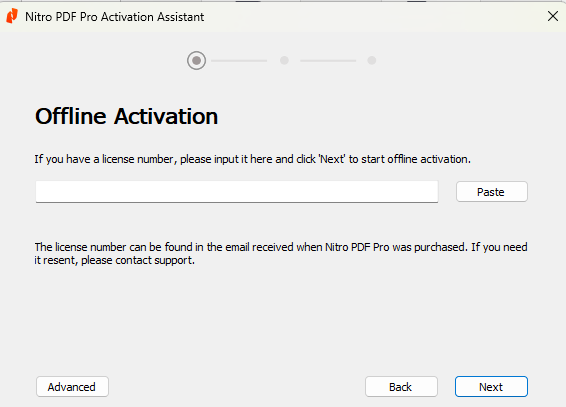 Nitro PDF Pro Activation Assistant
Offline Activation
If you have a license number, please input it here and click 'Next' to start offline activation.
Paste
The license number can be found in the email received when Nitro PDF Pro was purchased. If you need
it resent, please contact support.
Advanced
Back
Next